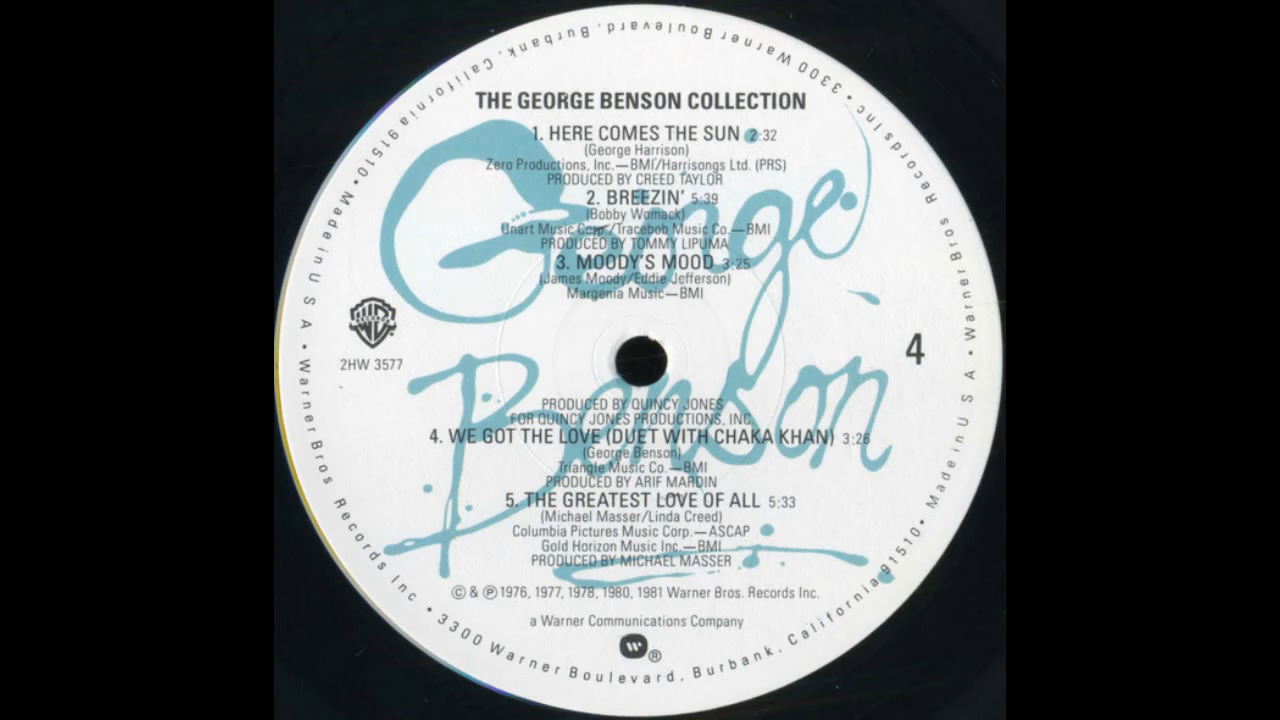 THE GEORGE BENSON COLLECTION
1. HERE COMES THE SUN 2:32
(George Harrison)
Zero Productions, Inc.—BMI/Harrisongs Ltd. (PRS)
PRODUCED BY CREED TAYLOR
2. BREEZIN' 5:39
(Bobby Womack)
Unart Music Corp./Tracebob Music Co.—BMI
PRODUCED BY TOMMY LIPUMA
3. MOODY'S MOOD 3:25
(James Moody/Eddie Jefferson)
Margenia Music—BMI
George
Benson
WB
RECORDS
2HW 3577
4
PRODUCED BY QUINCY JONES
FOR QUINCY JONES PRODUCTIONS, INC.
4. WE GOT THE LOVE (DUET WITH CHAKA KHAN) 3:26
(George Benson)
Triangle Music Co.—BMI
PRODUCED BY ARIF MARDIN
5. THE GREATEST LOVE OF ALL 5:33
(Michael Masser/Linda Creed)
Columbia Pictures Music Corp.—ASCAP
Gold Horizon Music Inc.—BMI
PRODUCED BY MICHAEL MASSER
© & ℗ 1976, 1977, 1978, 1980, 1981 Warner Bros. Records Inc.
a Warner Communications Company
W ®
Warner Bros Records Inc • 3300 Warner Boulevard, Burbank, California 91510 • Made in U S A •
Warner Bros Records Inc • 3300 Warner Boulevard, Burbank, California 91510 • Made in U S A •